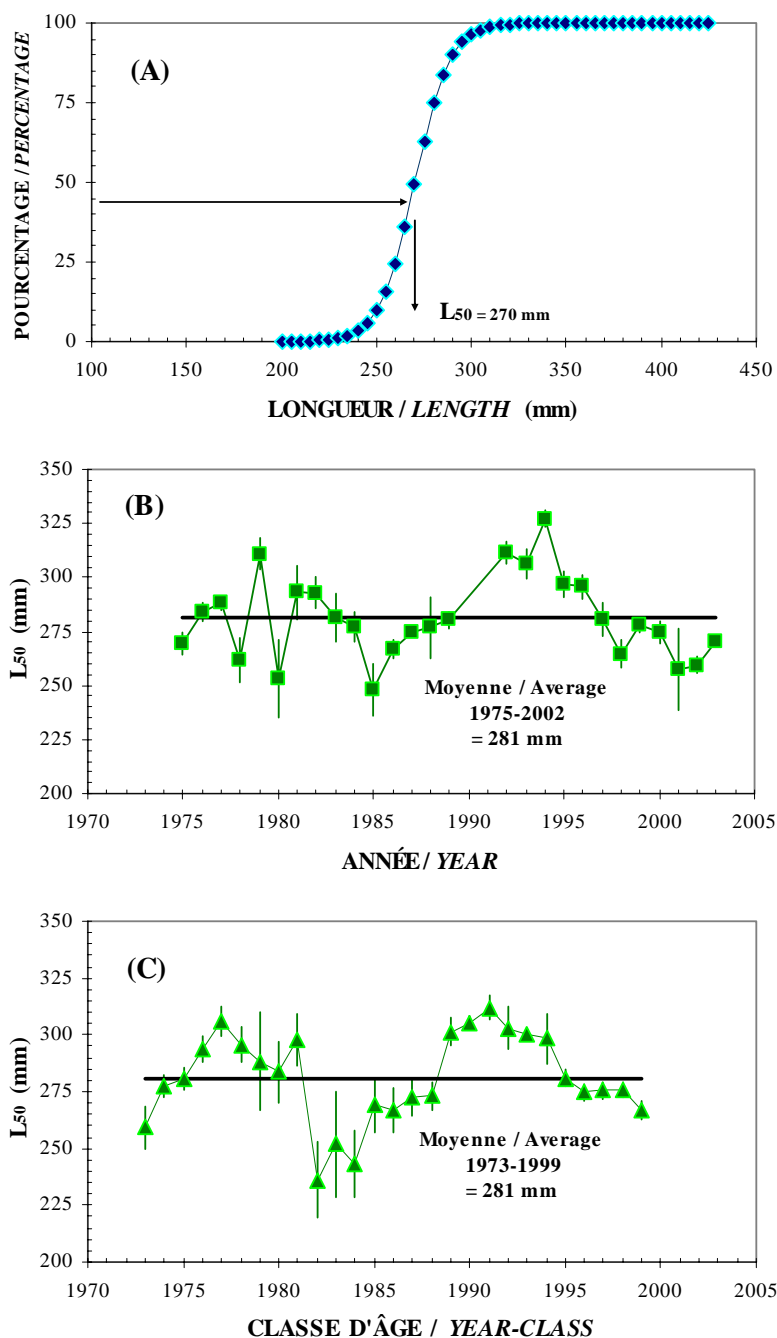 100
75
50
25
0
POURCENTAGE / PERCENTAGE
(A)
L50 = 270 mm
100 150 200 250 300 350 400 450
LONGUEUR / LENGTH (mm)
350
325
300
275
250
225
200
L50 (mm)
(B)
Moyenne / Average
1975-2002
= 281 mm
1970 1975 1980 1985 1990 1995 2000 2005
ANNÉE / YEAR
350
325
300
275
250
225
200
L50 (mm)
(C)
Moyenne / Average
1973-1999
= 281 mm
1970 1975 1980 1985 1990 1995 2000 2005
CLASSE D'ÂGE / YEAR-CLASS